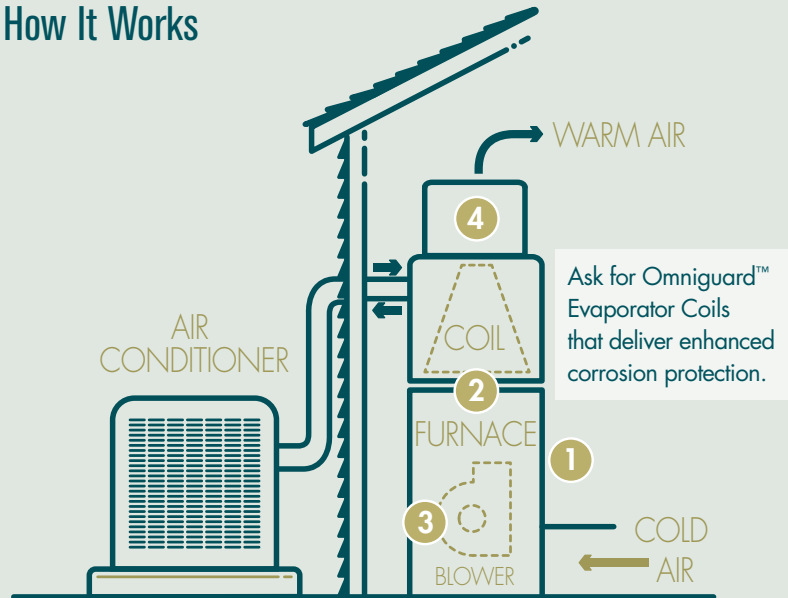 How It Works
WARM AIR
4
Ask for Omniguard™
Evaporator Coils
that deliver enhanced
corrosion protection.
AIR
CONDITIONER
COIL
2
FURNACE
1
3
BLOWER
COLD
AIR